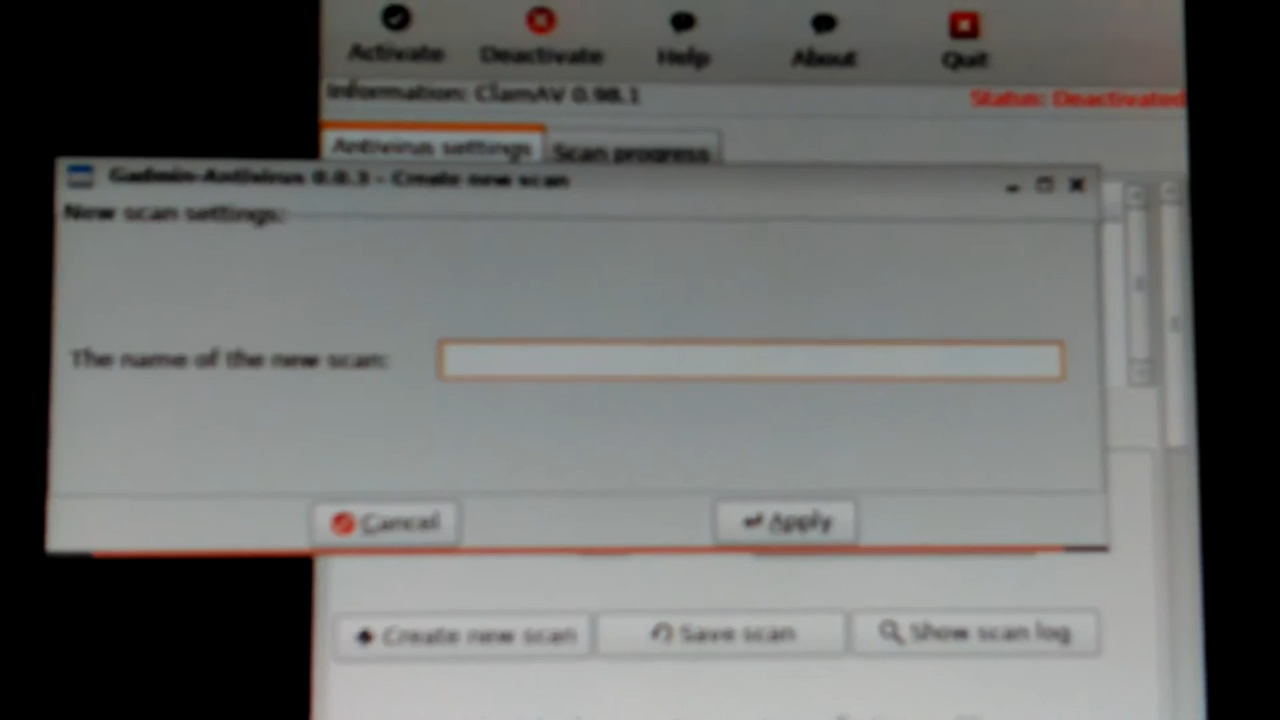 Activate Deactivate Help About Quit
Information: ClamAV 0.98.1 Status: Deactivated
Antivirus settings Scan progress
Gadmin-Antivirus 0.0.3 - Create new scan
New scan settings:
The name of the new scan:
Cancel Apply
Create new scan Save scan Show scan log